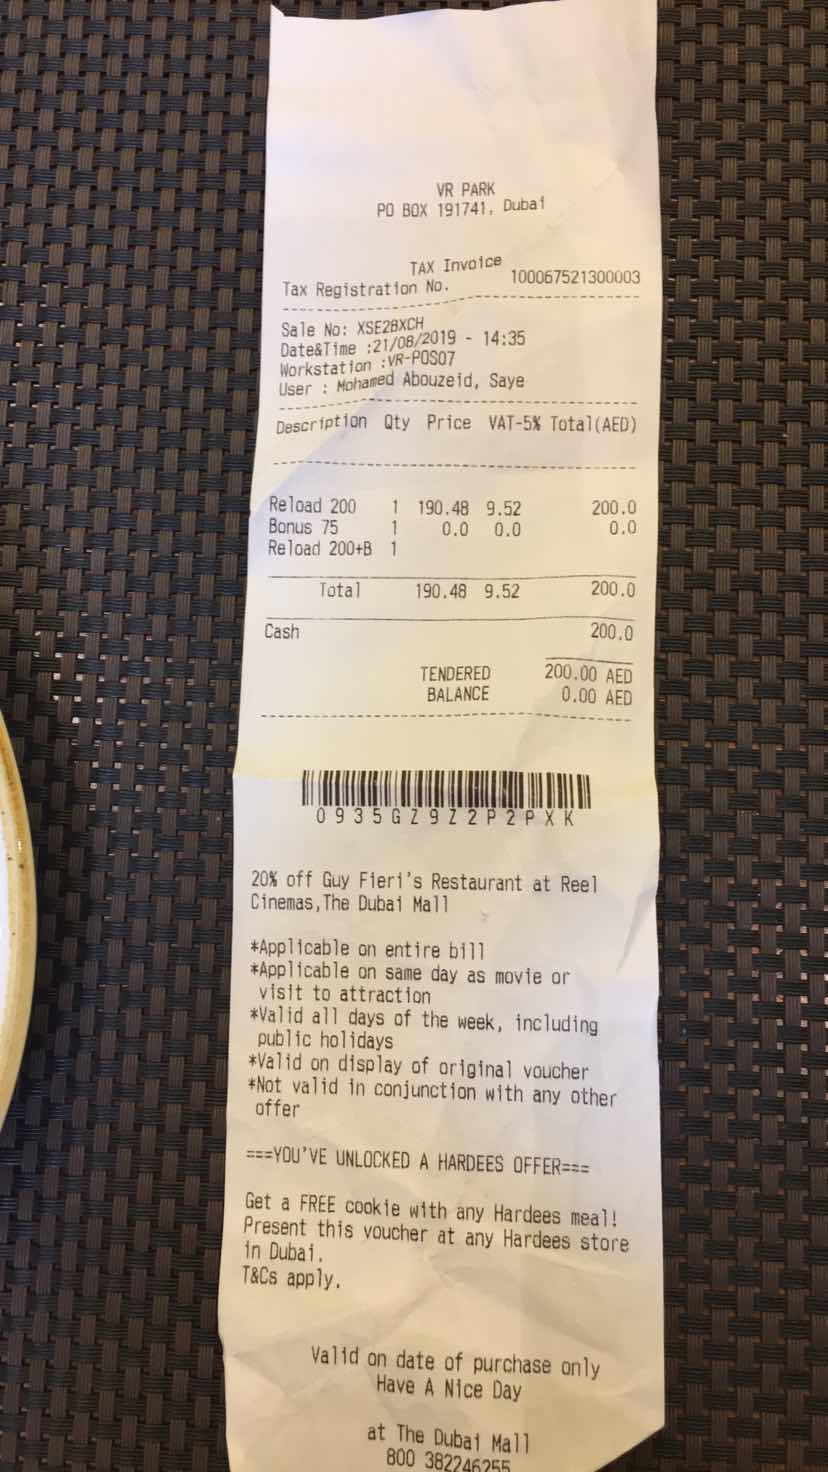 VR PARK
PO BOX 191741, Dubai
TAX Invoice
Tax Registration No. 100067521300003
Sale No: XSE2BXCH
Date&Time :21/08/2019 - 14:35
Workstation :VR-POS07
User : Mohamed Abouzeid, Saye
Description Qty Price VAT-5% Total(AED)
Reload 200 1 190.48 9.52 200.0
Bonus 75 1 0.0 0.0 0.0
Reload 200+B 1
Total 190.48 9.52 200.0
Cash 200.0
TENDERED 200.00 AED
BALANCE 0.00 AED
0935GZ9Z2P2PXK
20% off Guy Fieri's Restaurant at Reel
Cinemas,The Dubai Mall
*Applicable on entire bill
*Applicable on same day as movie or
visit to attraction
*Valid all days of the week, including
public holidays
*Valid on display of original voucher
*Not valid in conjunction with any other
offer
===YOU'VE UNLOCKED A HARDEES OFFER===
Get a FREE cookie with any Hardees meal!
Present this voucher at any Hardees store
in Dubai.
T&Cs apply.
Valid on date of purchase only
Have A Nice Day
at The Dubai Mall
800 382246255